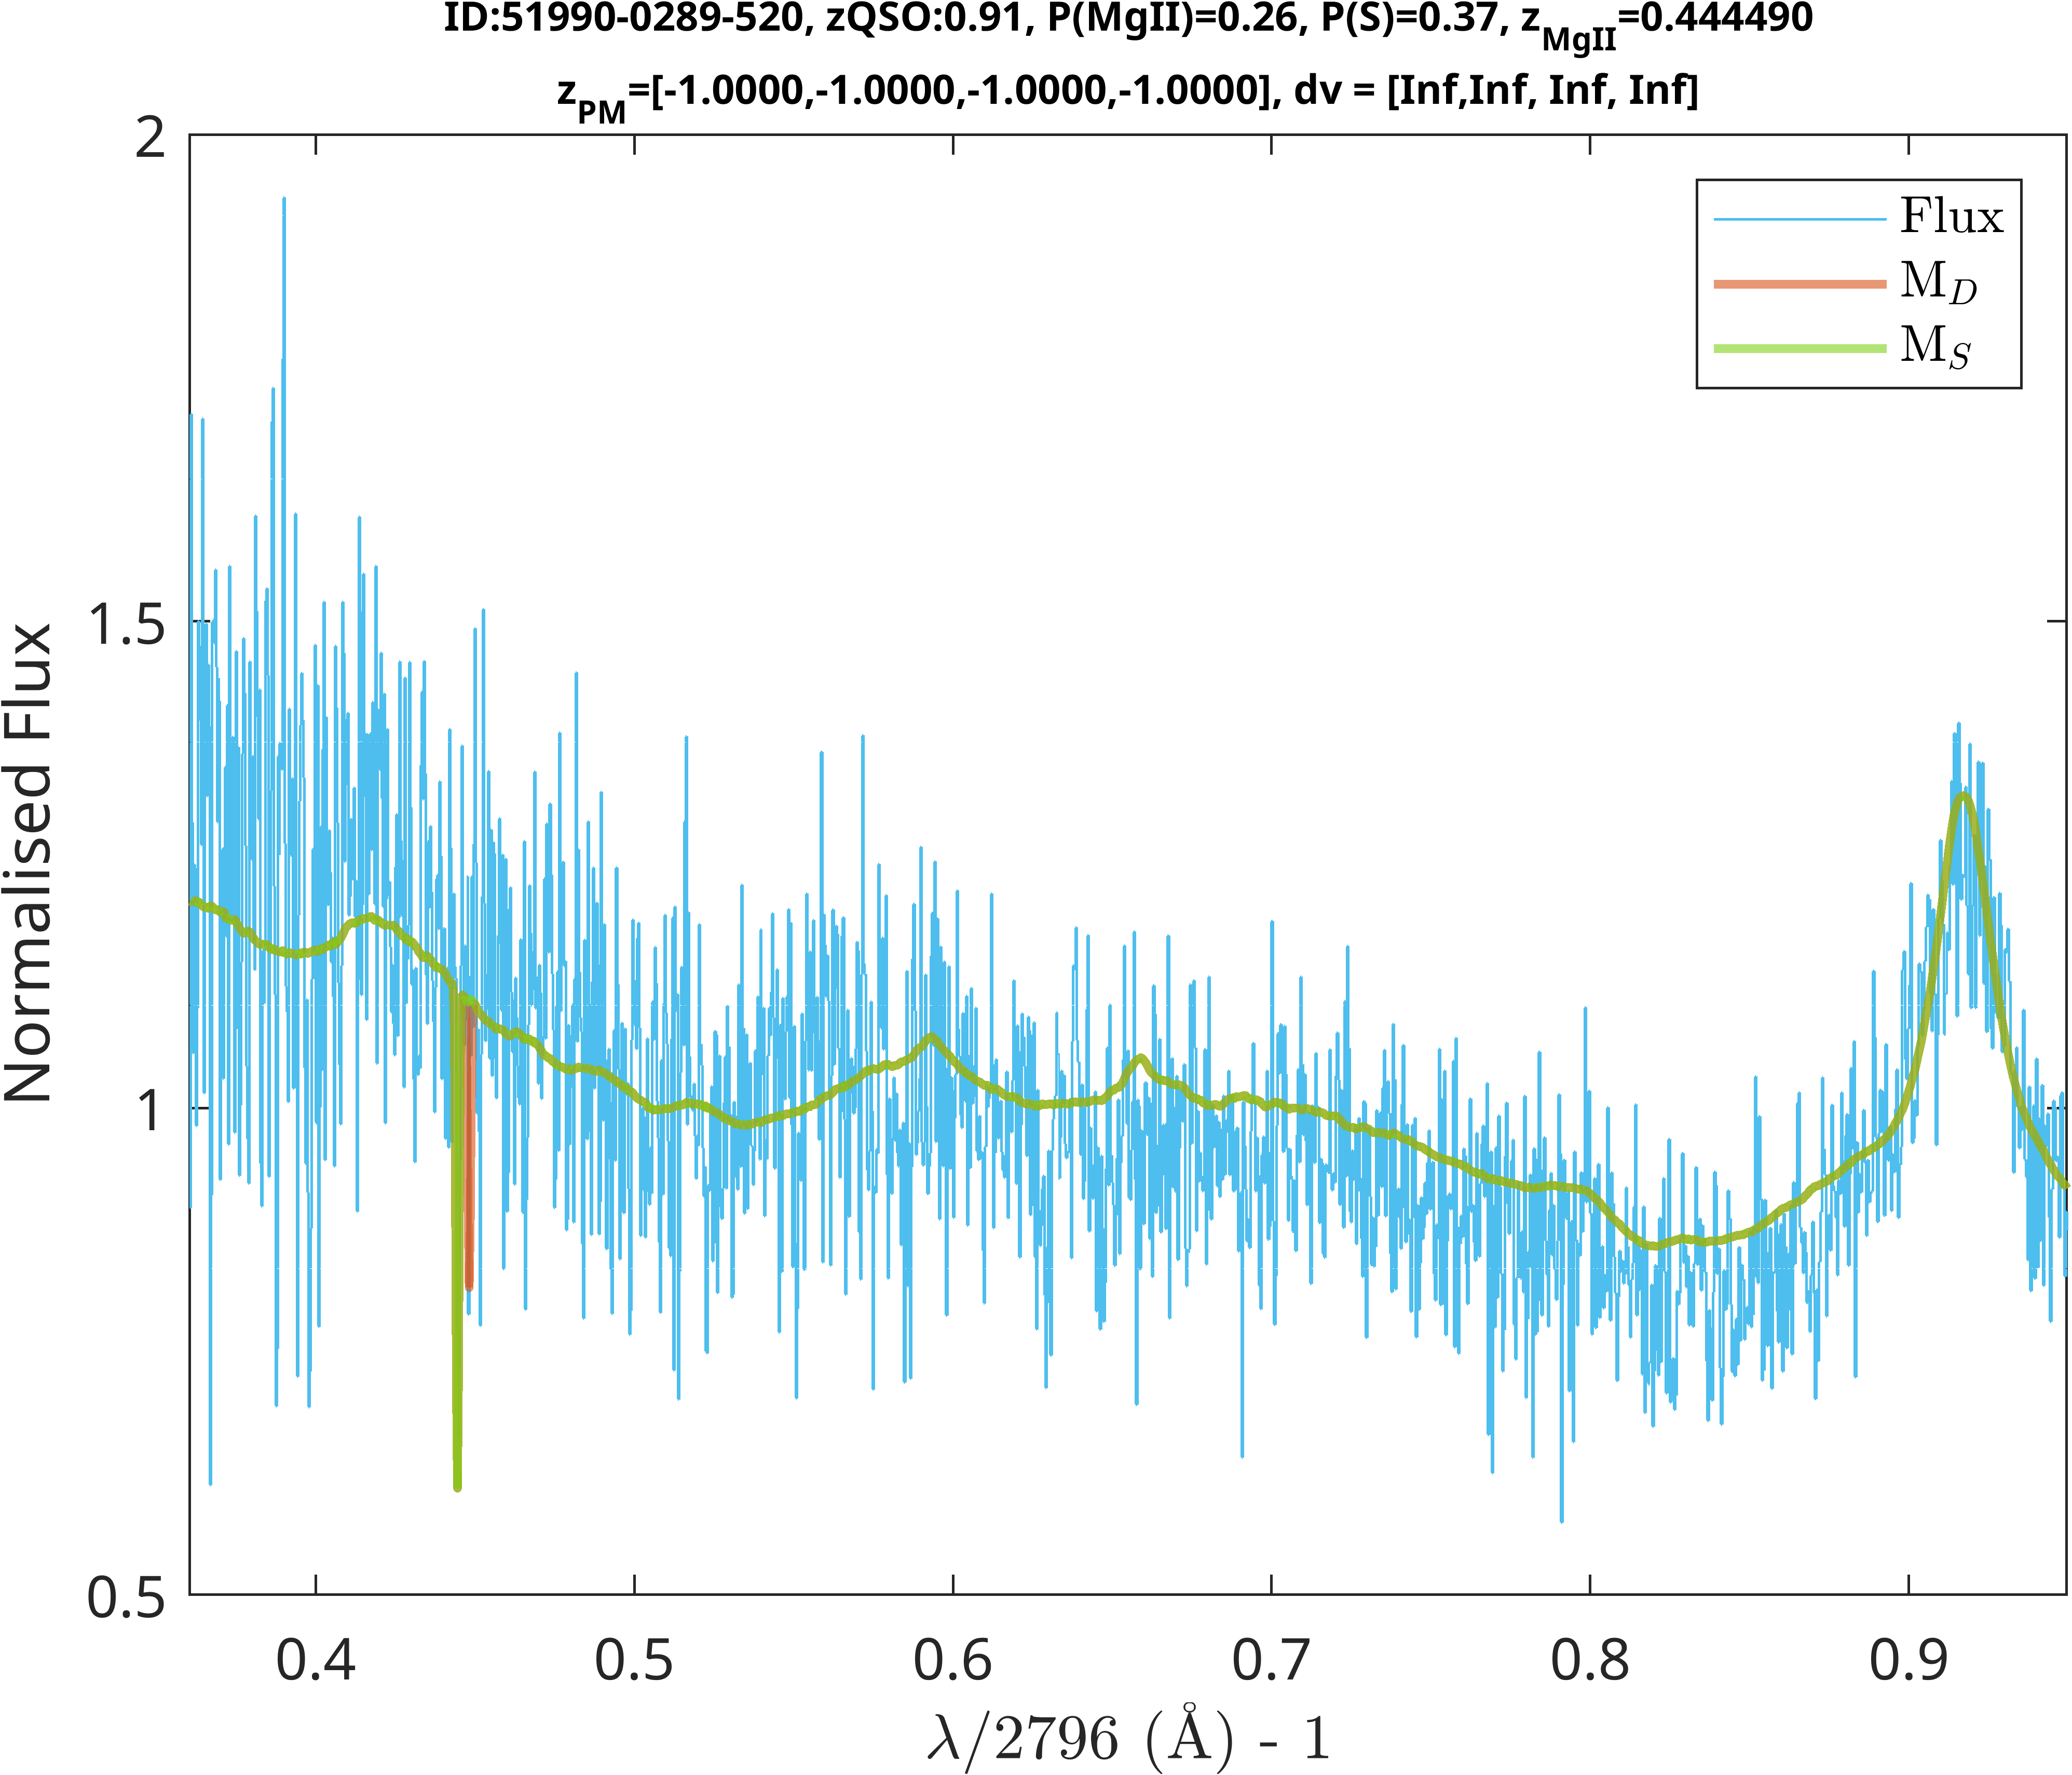 ID:51990-0289-520, zQSO:0.91, P(MgII)=0.26, P(S)=0.37, zMgII=0.444490
zPM=[-1.0000,-1.0000,-1.0000,-1.0000], dv = [Inf,Inf, Inf, Inf]
2
1.5
1
0.5
Normalised Flux
Flux
MD
MS
0.4 0.5 0.6 0.7 0.8 0.9
λ/2796 (Å) - 1